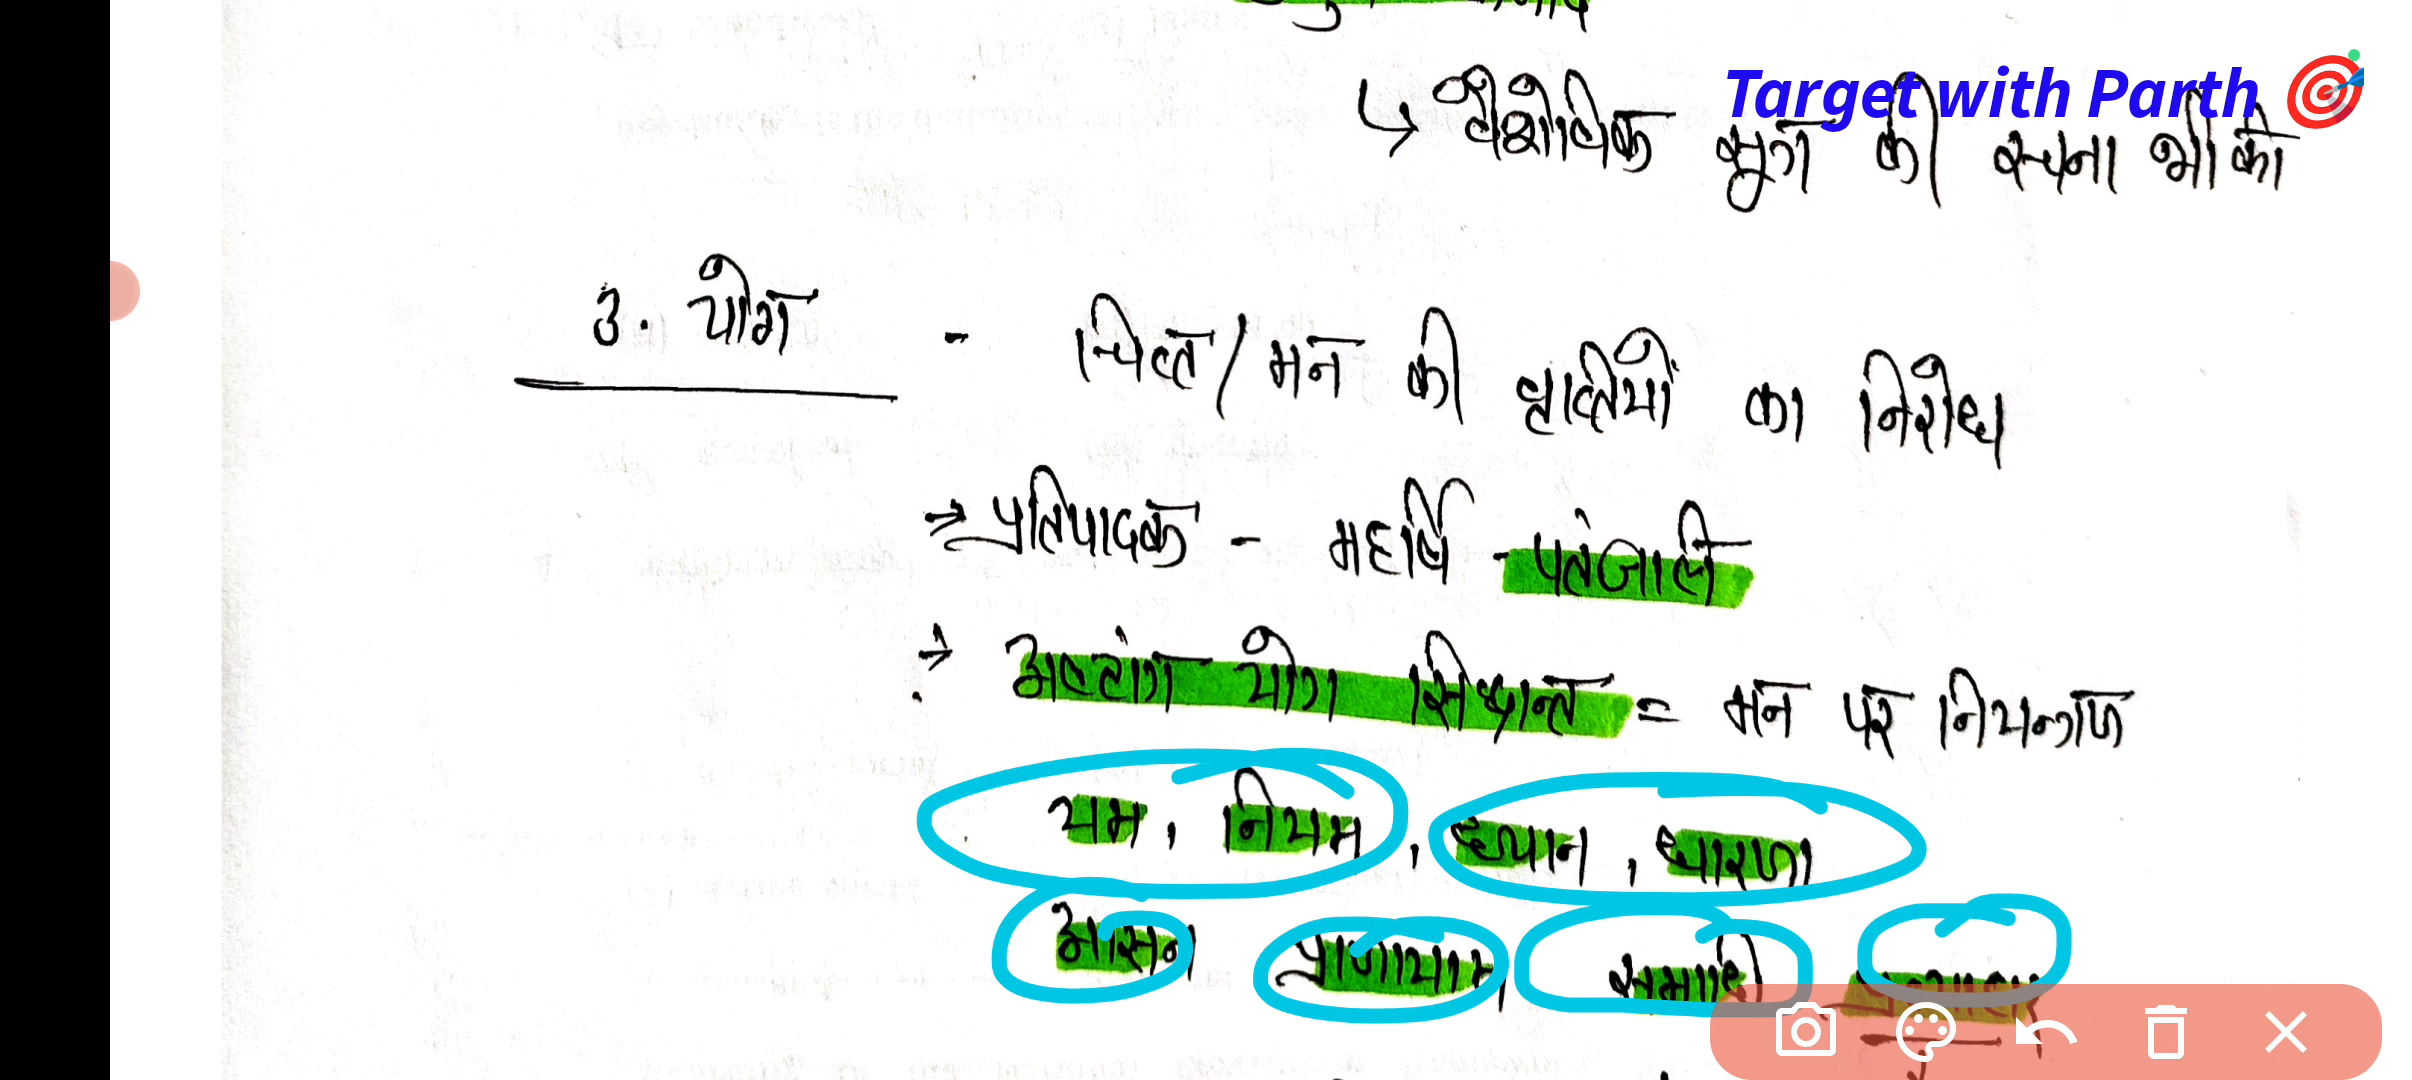 Target with Parth
↳ वैशेषिक सूत्र की रचना भी की
3. योग - चित्त / मन की वृत्तियों का निरोध
⇒ प्रतिपादक - महर्षि - पतंजलि
→ अष्टांग योग सिद्धान्त = मन पर नियन्त्रण
यम, नियम, ध्यान, धारणा
आसन प्राणायाम समाधि